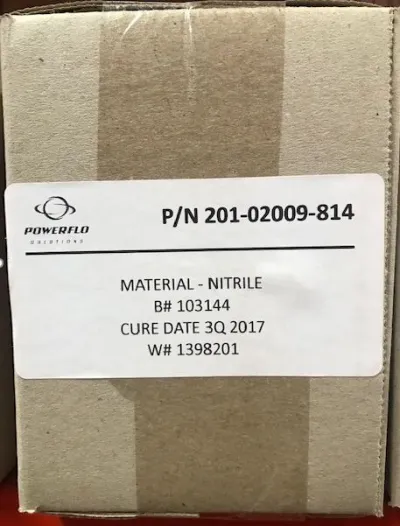 POWERFLO
SOLUTIONS
P/N 201-02009-814
MATERIAL - NITRILE
B# 103144
CURE DATE 3Q 2017
W# 1398201